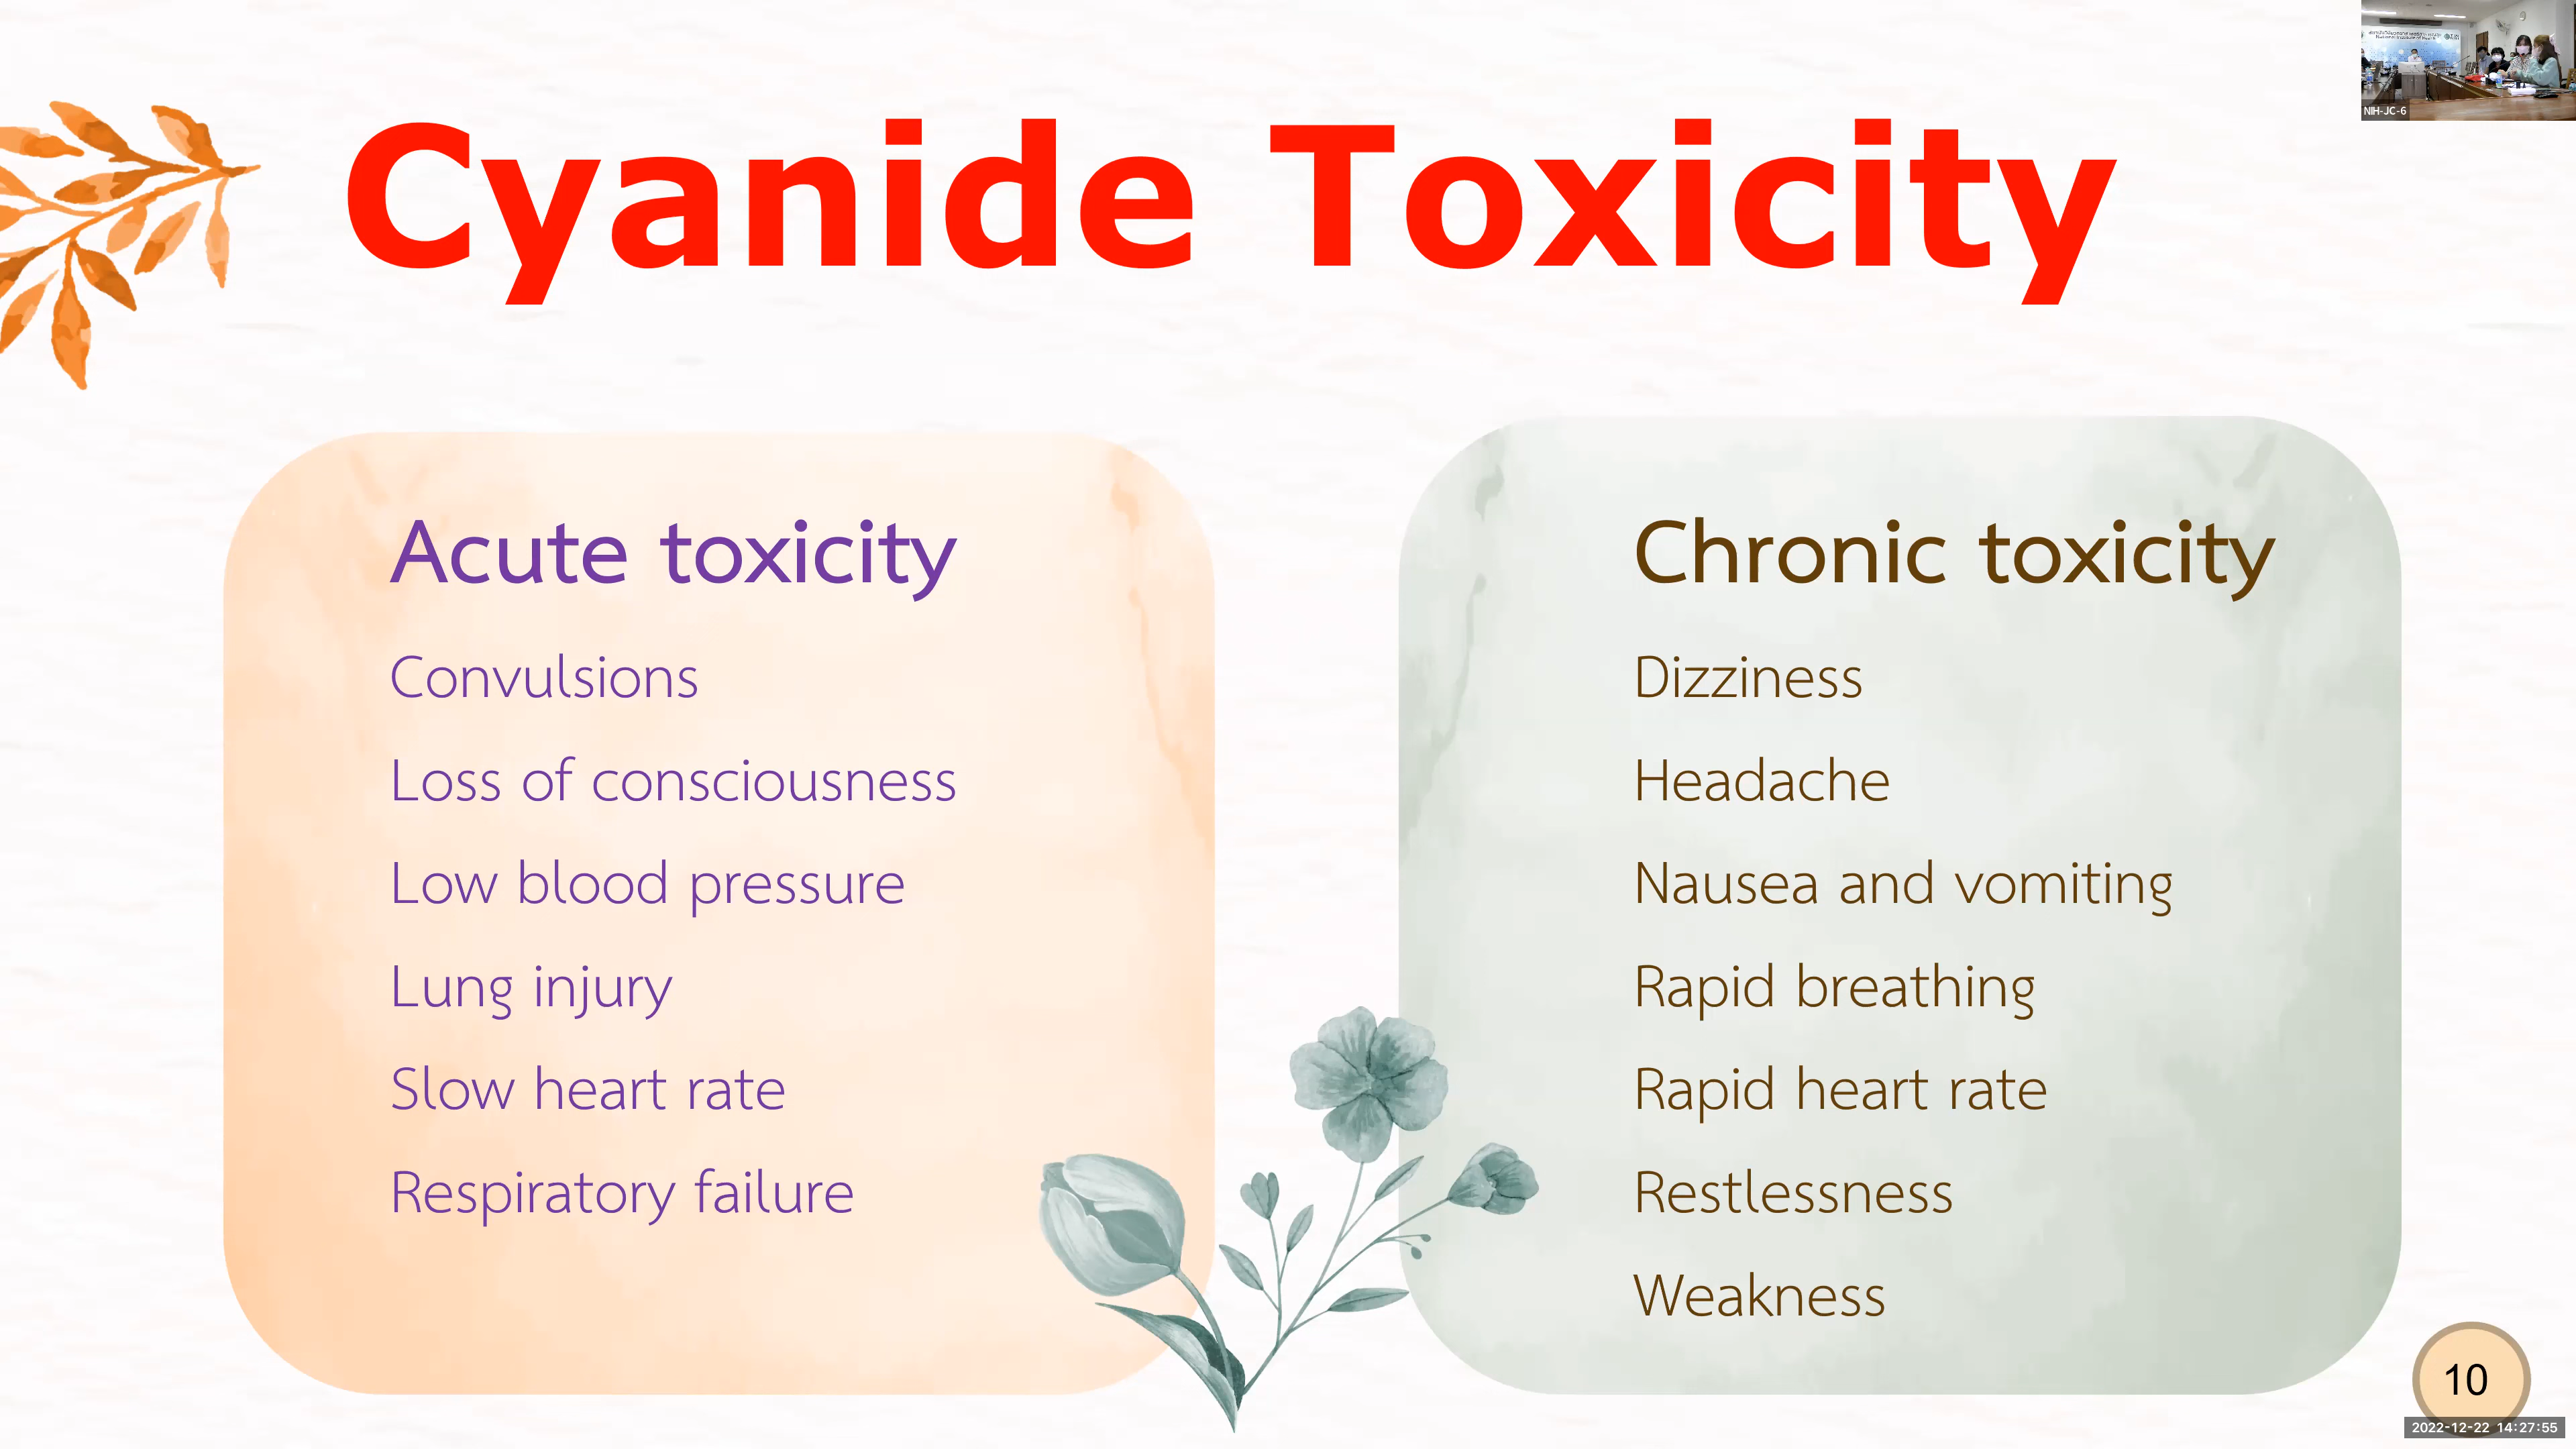 Cyanide Toxicity
Acute toxicity
Convulsions
Loss of consciousness
Low blood pressure
Lung injury
Slow heart rate
Respiratory failure
Chronic toxicity
Dizziness
Headache
Nausea and vomiting
Rapid breathing
Rapid heart rate
Restlessness
Weakness
NIH-JC-6
10
2022-12-22 14:27:55